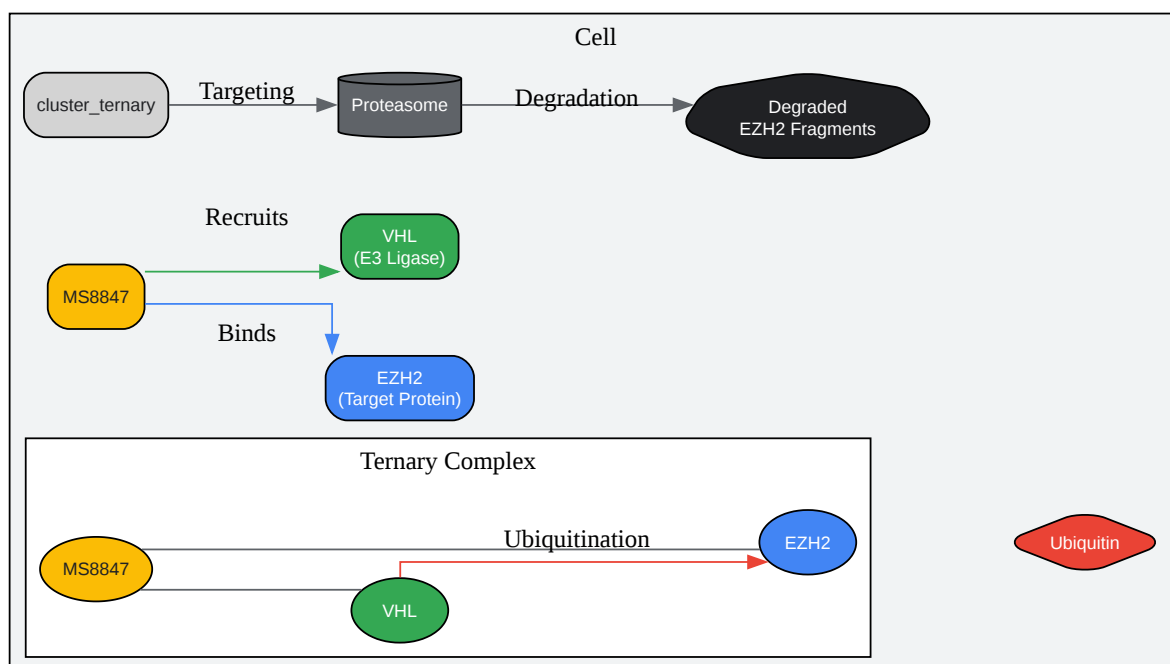 Cell
cluster_ternary
Targeting
Proteasome
Degradation
Degraded
EZH2 Fragments
Recruits
VHL
(E3 Ligase)
MS8847
Binds
EZH2
(Target Protein)
Ternary Complex
MS8847
Ubiquitination
EZH2
VHL
Ubiquitin